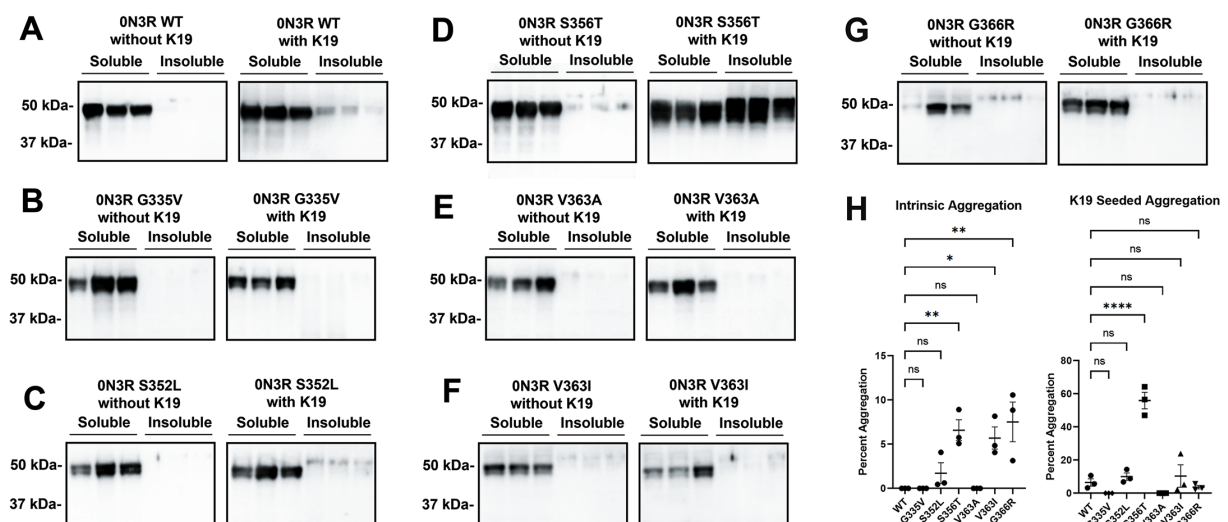 A
0N3R WT
without K19
0N3R WT
with K19
Soluble Insoluble Soluble Insoluble
50 kDa-
37 kDa-
B
0N3R G335V
without K19
0N3R G335V
with K19
Soluble Insoluble Soluble Insoluble
50 kDa-
37 kDa-
C
0N3R S352L
without K19
0N3R S352L
with K19
Soluble Insoluble Soluble Insoluble
50 kDa-
37 kDa-
D
0N3R S356T
without K19
0N3R S356T
with K19
Soluble Insoluble Soluble Insoluble
50 kDa-
37 kDa-
E
0N3R V363A
without K19
0N3R V363A
with K19
Soluble Insoluble Soluble Insoluble
50 kDa-
37 kDa-
F
0N3R V363I
without K19
0N3R V363I
with K19
Soluble Insoluble Soluble Insoluble
50 kDa-
37 kDa-
G
0N3R G366R
without K19
0N3R G366R
with K19
Soluble Insoluble Soluble Insoluble
50 kDa-
37 kDa-
H
Intrinsic Aggregation
**
*
ns
**
ns
ns
Percent Aggregation
15
10
5
0
WT
G335V
S352L
S356T
V363A
V363I
G366R
K19 Seeded Aggregation
ns
ns
ns
****
ns
ns
Percent Aggregation
80
60
40
20
0
WT
V363I
G366R